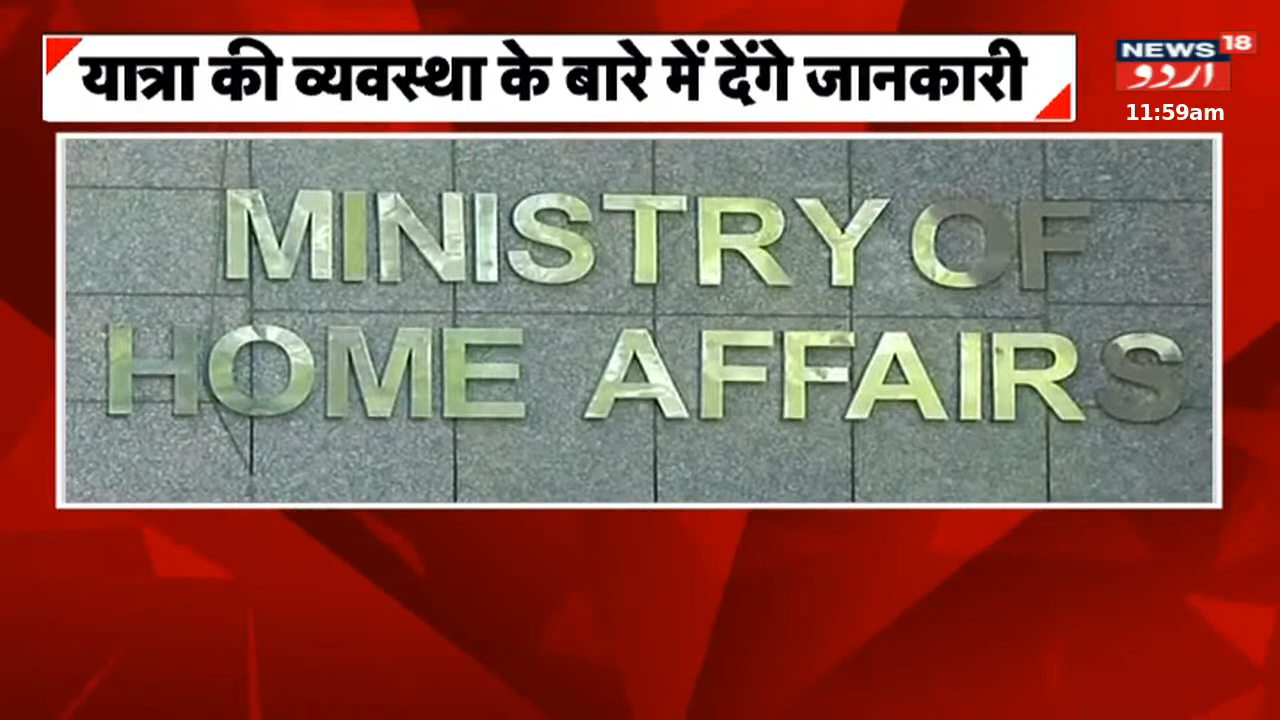 यात्रा की व्यवस्था के बारे में देंगे जानकारी
NEWS 18
اردو
11:59am
MINISTRY OF
HOME AFFAIRS